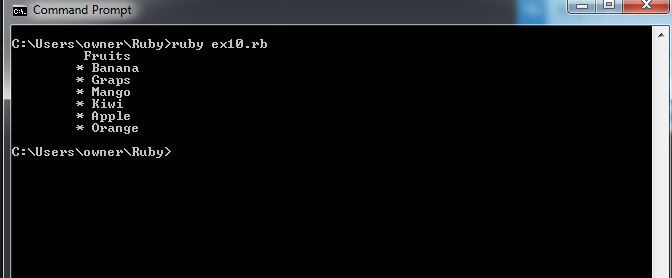 Command Prompt
C:\Users\owner\Ruby>ruby ex10.rb
Fruits
* Banana
* Graps
* Mango
* Kiwi
* Apple
* Orange
C:\Users\owner\Ruby>